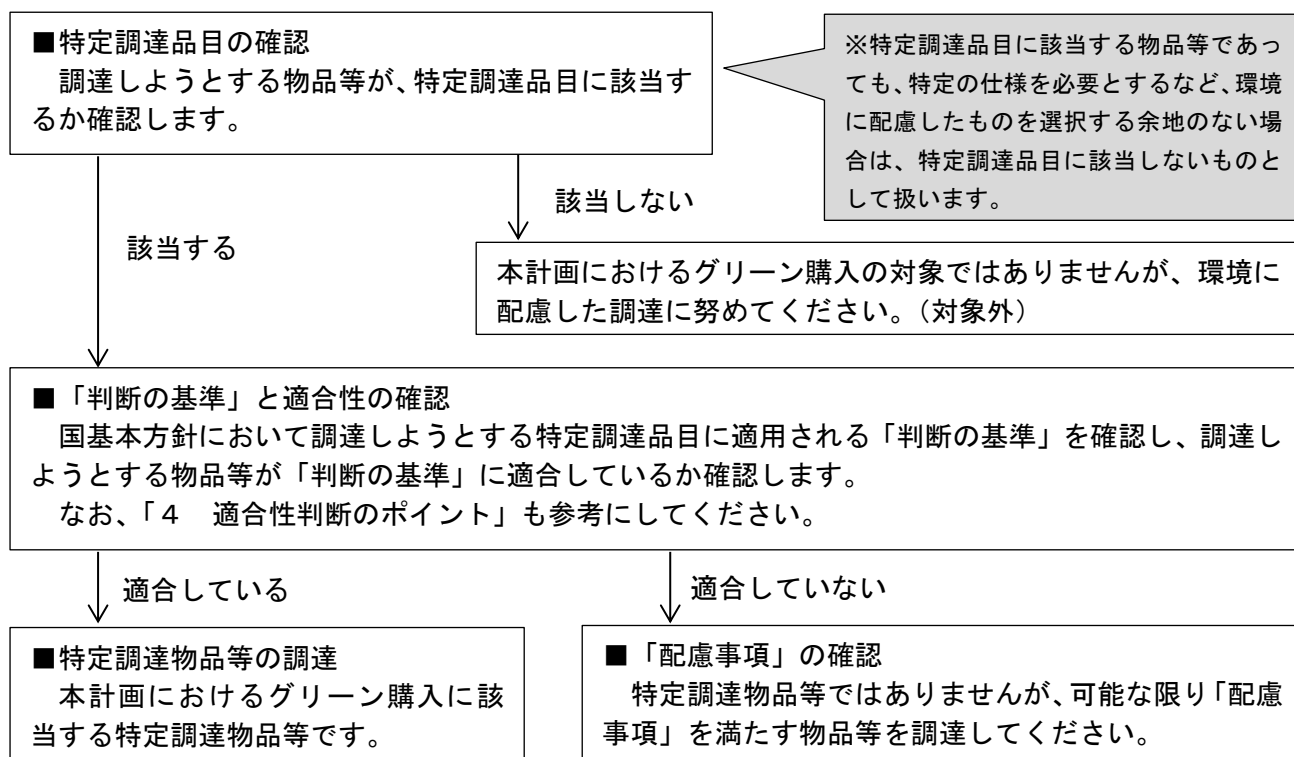 ■特定調達品目の確認
調達しようとする物品等が、特定調達品目に該当す
るか確認します。
※特定調達品目に該当する物品等であっ
ても、特定の仕様を必要とするなど、環境
に配慮したものを選択する余地のない場
合は、特定調達品目に該当しないものと
して扱います。
該当しない
該当する
本計画におけるグリーン購入の対象ではありませんが、環境に
配慮した調達に努めてください。（対象外）
■「判断の基準」と適合性の確認
国基本方針において調達しようとする特定調達品目に適用される「判断の基準」を確認し、調達し
ようとする物品等が「判断の基準」に適合しているか確認します。
なお、「４　適合性判断のポイント」も参考にしてください。
適合している
適合していない
■特定調達物品等の調達
本計画におけるグリーン購入に該
当する特定調達物品等です。
■「配慮事項」の確認
特定調達物品等ではありませんが、可能な限り「配慮
事項」を満たす物品等を調達してください。